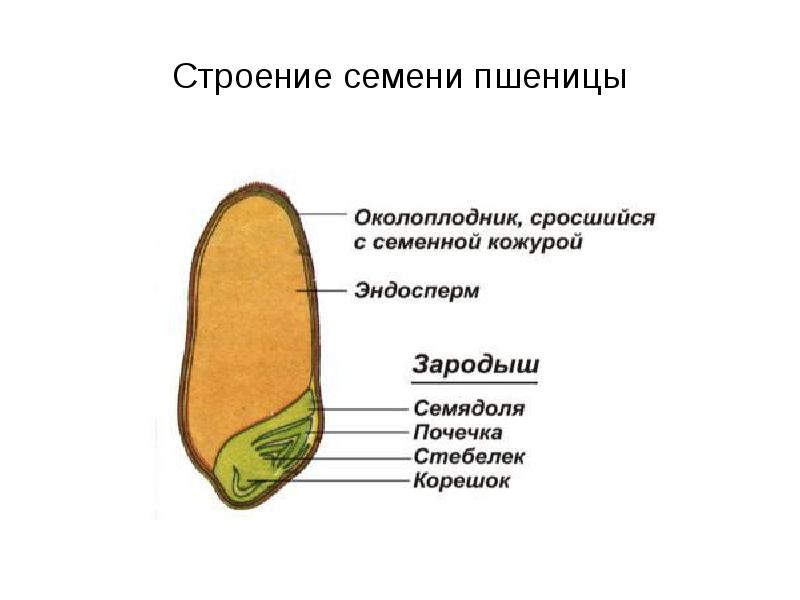 Строение семени пшеницы
Околоплодник, сросшийся
с семенной кожурой
Эндосперм
Зародыш
Семядоля
Почечка
Стебелек
Корешок